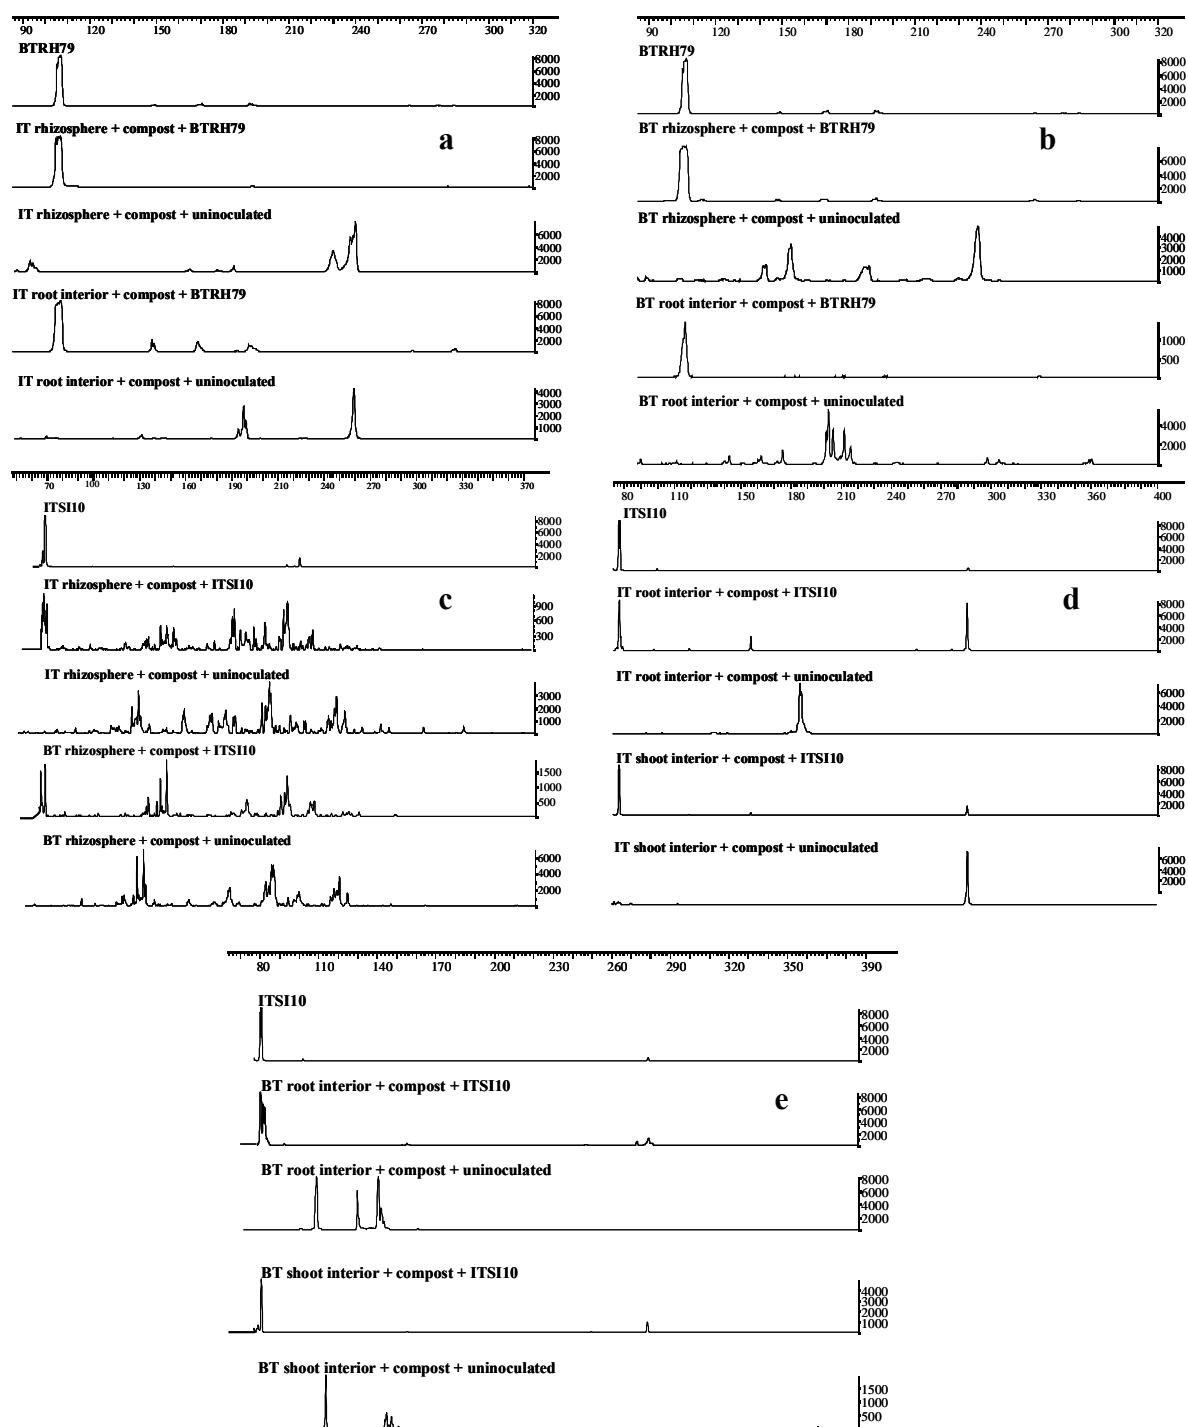 90 120 150 180 210 240 270 300 320
BTRH79
8000
6000
4000
2000
IT rhizosphere + compost + BTRH79
a
8000
6000
4000
2000
IT rhizosphere + compost + uninoculated
6000
4000
2000
IT root interior + compost + BTRH79
8000
6000
4000
2000
IT root interior + compost + uninoculated
4000
3000
2000
1000
90 120 150 180 210 240 270 300 320
BTRH79
8000
6000
4000
2000
BT rhizosphere + compost + BTRH79
b
6000
4000
2000
BT rhizosphere + compost + uninoculated
4000
3000
2000
1000
BT root interior + compost + BTRH79
1000
500
BT root interior + compost + uninoculated
4000
2000
70 100 130 160 190 210 240 270 300 330 370
ITSI10
8000
6000
4000
2000
IT rhizosphere + compost + ITSI10
c
900
600
300
IT rhizosphere + compost + uninoculated
3000
2000
1000
BT rhizosphere + compost + ITSI10
1500
1000
500
BT rhizosphere + compost + uninoculated
6000
4000
2000
80 110 150 180 210 240 270 300 330 360 400
ITSI10
8000
6000
4000
2000
IT root interior + compost + ITSI10
d
8000
6000
4000
2000
IT root interior + compost + uninoculated
6000
4000
2000
IT shoot interior + compost + ITSI10
8000
6000
4000
2000
IT shoot interior + compost + uninoculated
6000
4000
2000
80 110 140 170 200 230 260 290 320 350 390
ITSI10
8000
6000
4000
2000
BT root interior + compost + ITSI10
e
8000
6000
4000
2000
BT root interior + compost + uninoculated
8000
6000
4000
2000
BT shoot interior + compost + ITSI10
4000
3000
2000
1000
BT shoot interior + compost + uninoculated
1500
1000
500